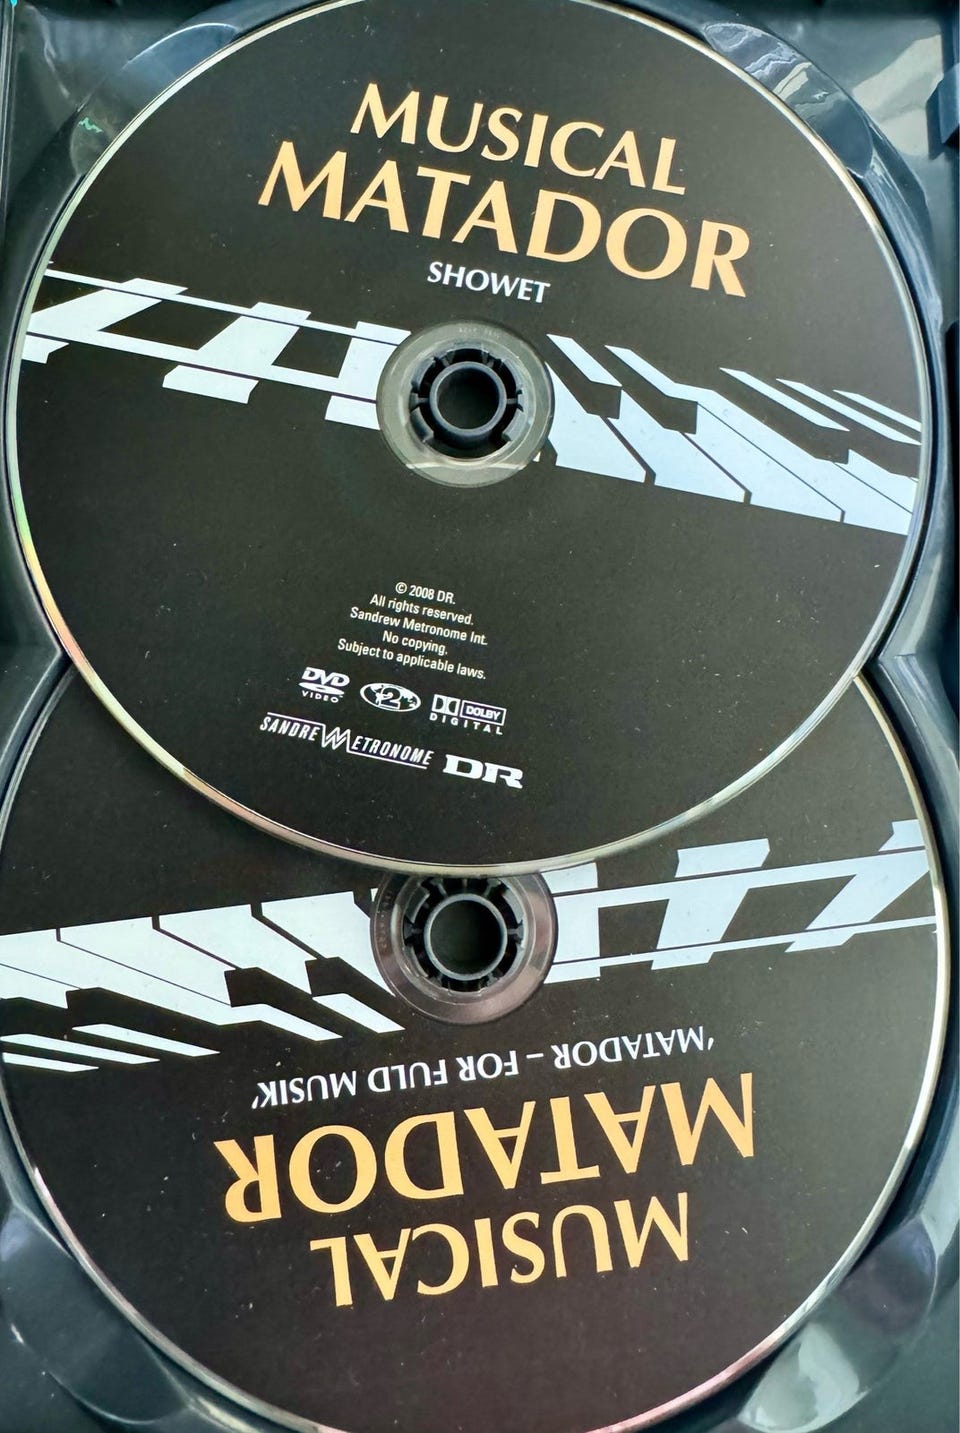 MUSICAL
MATADOR
SHOWET
© 2008 DR.
All rights reserved.
Sandrew Metronome Int.
No copying.
Subject to applicable laws.
DVD
VIDEO
2
DOLBY
DIGITAL
SANDREW METRONOME
DR
MUSICAL
MATADOR
'MATADOR – FOR FULD MUSIK'